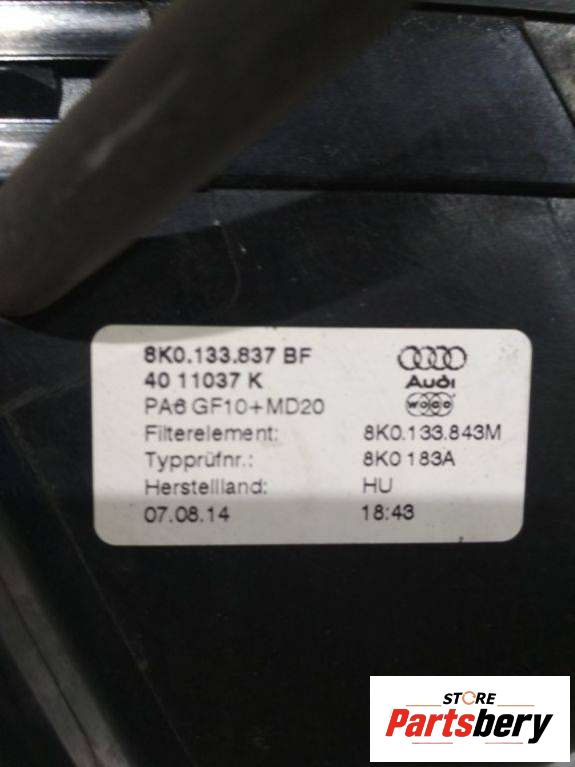 8K0.133.837 BF
40 11037 K
Audi
PA6 GF10+MD20
woco
Filterelement: 8K0.133.843M
Typprüfnr.: 8K0 183A
Herstellland: HU
07.08.14 18:43
STORE
Partsbery